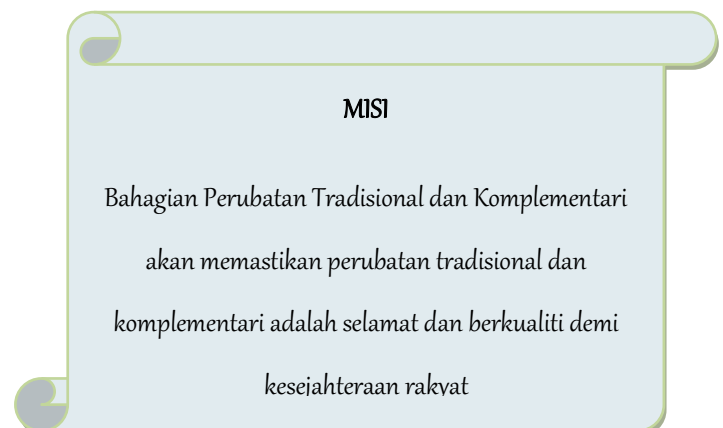 MISI
Bahagian Perubatan Tradisional dan Komplementari
akan memastikan perubatan tradisional dan
komplementari adalah selamat dan berkualiti demi
kesejahteraan rakyat